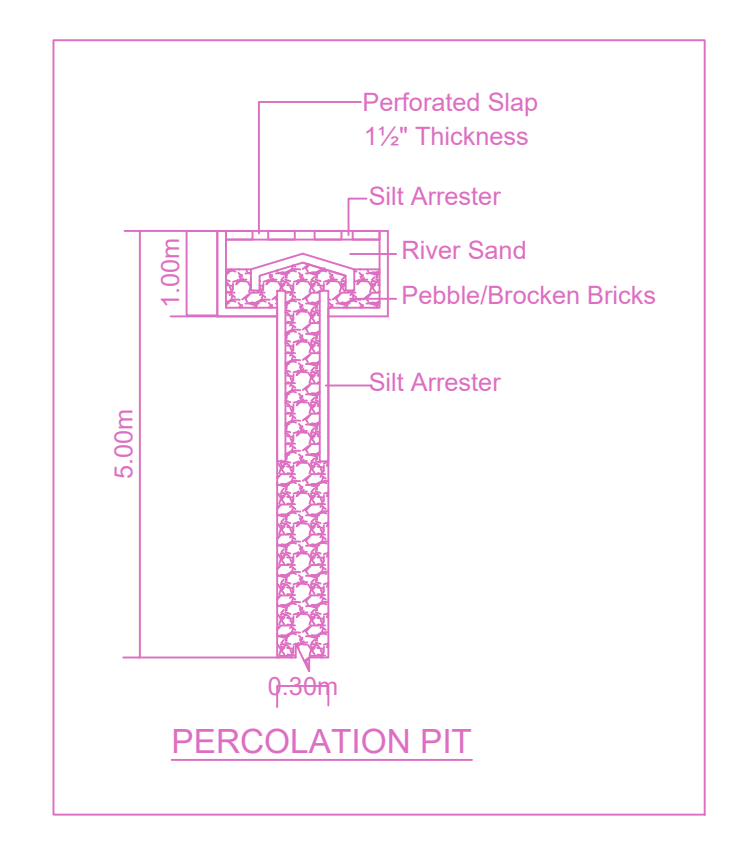 Perforated Slap
1½" Thickness
Silt Arrester
River Sand
1.00m
Pebble/Brocken Bricks
Silt Arrester
5.00m
0.30m
PERCOLATION PIT